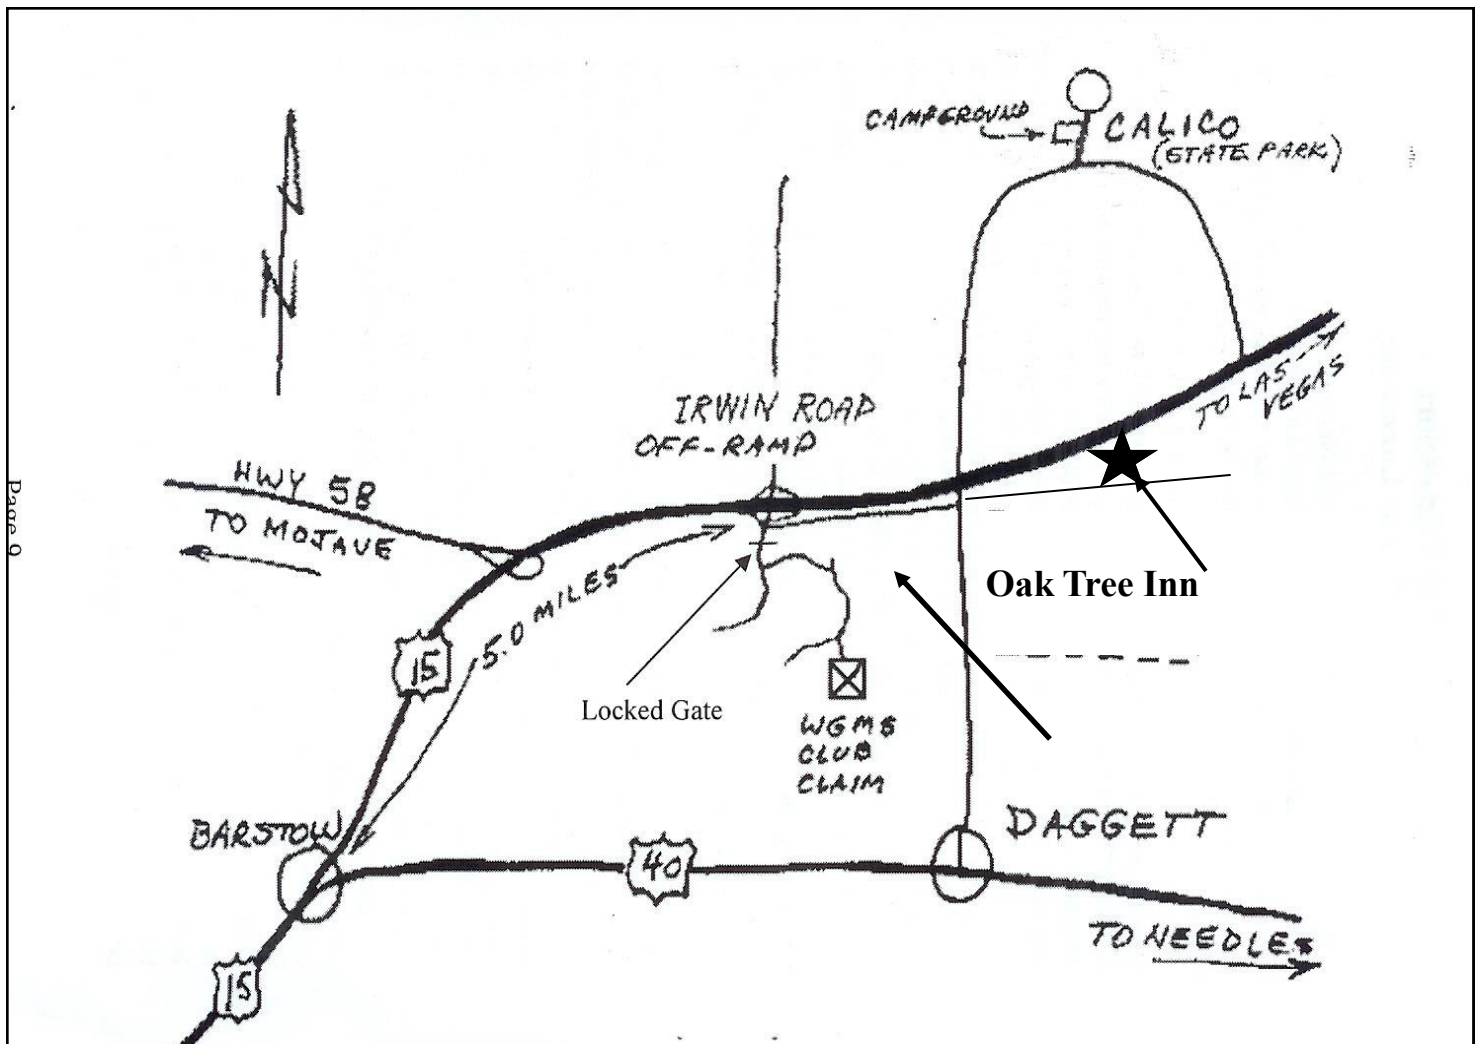 CAMPGROUND
CALICO
(STATE PARK)
N
IRWIN ROAD
OFF-RAMP
TO LAS
VEGAS
HWY 58
TO MOJAVE
Page 9
5.0 MILES
Oak Tree Inn
15
Locked Gate
WGMS
CLUB
CLAIM
BARSTOW
DAGGETT
40
TO NEEDLES
15